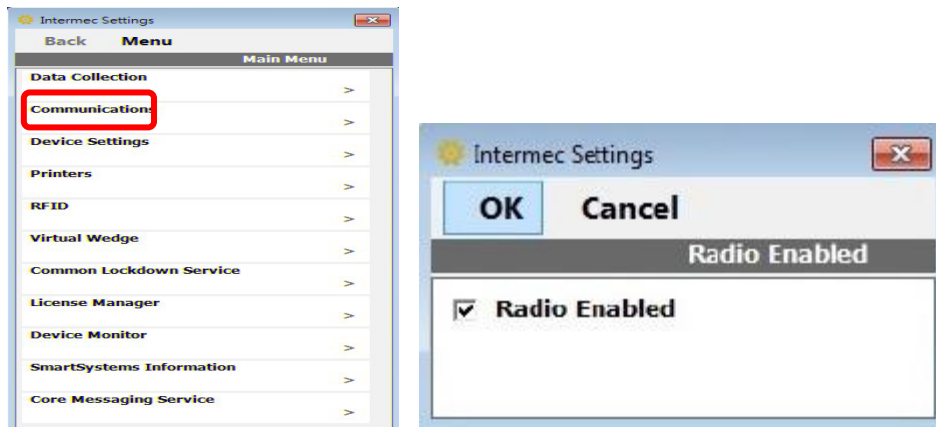 Intermec Settings
Back Menu
Main Menu
Data Collection
>
Communications
>
Device Settings
>
Printers
>
RFID
>
Virtual Wedge
>
Common Lockdown Service
>
License Manager
>
Device Monitor
>
SmartSystems Information
>
Core Messaging Service
>
Intermec Settings
OK Cancel
Radio Enabled
Radio Enabled